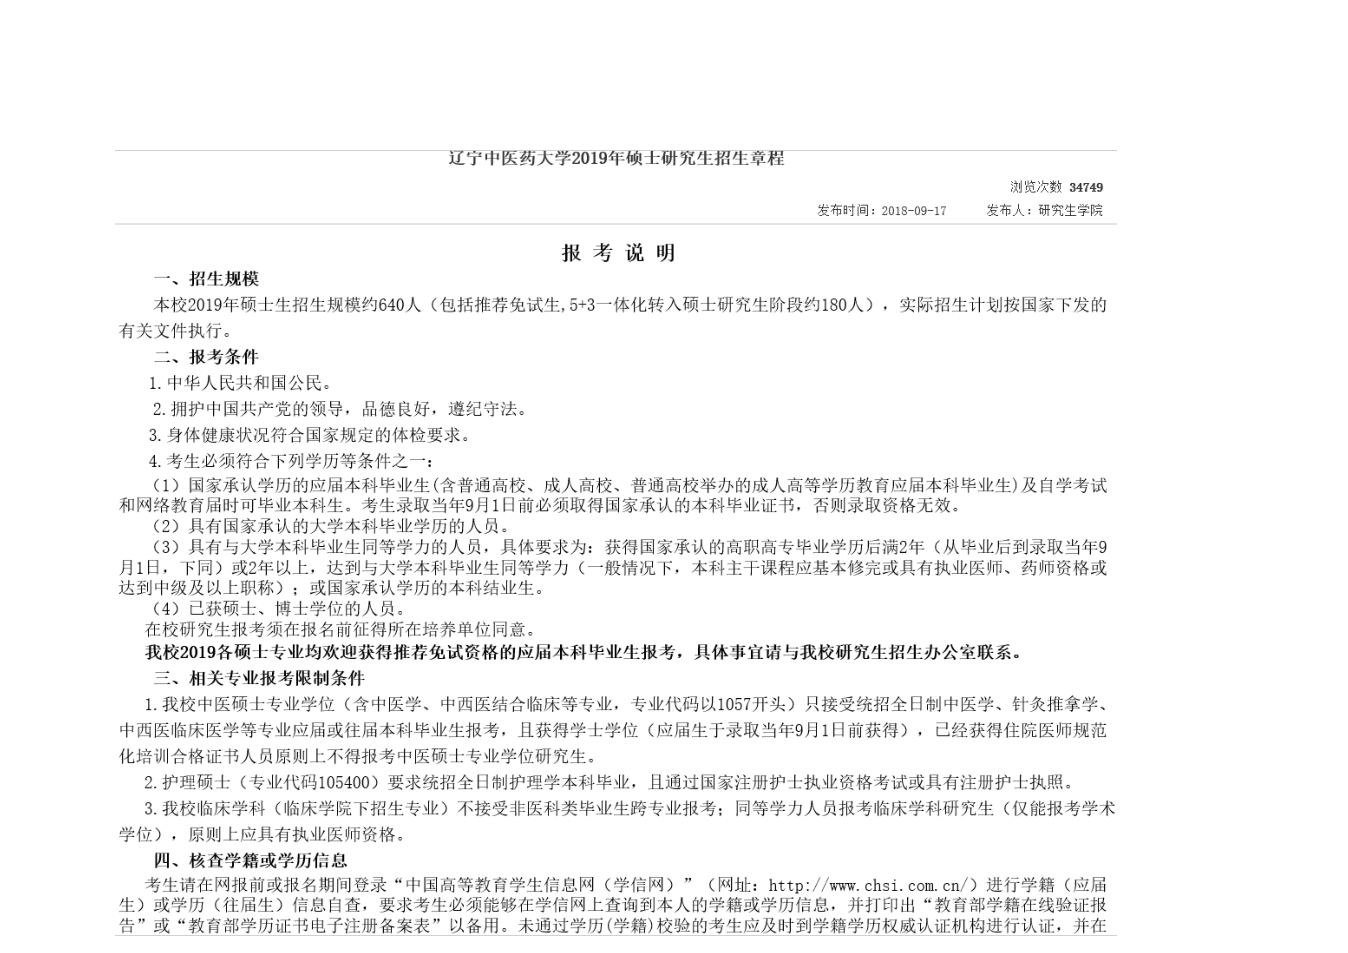 辽宁中医药大学2019年硕士研究生招生章程
浏览次数 34749
发布时间：2018-09-17 发布人：研究生学院
报 考 说 明
一、招生规模
本校2019年硕士生招生规模约640人（包括推荐免试生,5+3一体化转入硕士研究生阶段约180人），实际招生计划按国家下发的
有关文件执行。
二、报考条件
1.中华人民共和国公民。
2.拥护中国共产党的领导，品德良好，遵纪守法。
3.身体健康状况符合国家规定的体检要求。
4.考生必须符合下列学历等条件之一：
（1）国家承认学历的应届本科毕业生(含普通高校、成人高校、普通高校举办的成人高等学历教育应届本科毕业生)及自学考试
和网络教育届时可毕业本科生。考生录取当年9月1日前必须取得国家承认的本科毕业证书，否则录取资格无效。
（2）具有国家承认的大学本科毕业学历的人员。
（3）具有与大学本科毕业生同等学力的人员，具体要求为：获得国家承认的高职高专毕业学历后满2年（从毕业后到录取当年9
月1日，下同）或2年以上，达到与大学本科毕业生同等学力（一般情况下，本科主干课程应基本修完或具有执业医师、药师资格或
达到中级及以上职称）；或国家承认学历的本科结业生。
（4）已获硕士、博士学位的人员。
在校研究生报考须在报名前征得所在培养单位同意。
我校2019各硕士专业均欢迎获得推荐免试资格的应届本科毕业生报考，具体事宜请与我校研究生招生办公室联系。
三、相关专业报考限制条件
1.我校中医硕士专业学位（含中医学、中西医结合临床等专业，专业代码以1057开头）只接受统招全日制中医学、针灸推拿学、
中西医临床医学等专业应届或往届本科毕业生报考，且获得学士学位（应届生于录取当年9月1日前获得），已经获得住院医师规范
化培训合格证书人员原则上不得报考中医硕士专业学位研究生。
2.护理硕士（专业代码105400）要求统招全日制护理学本科毕业，且通过国家注册护士执业资格考试或具有注册护士执照。
3.我校临床学科（临床学院下招生专业）不接受非医科类毕业生跨专业报考；同等学力人员报考临床学科研究生（仅能报考学术
学位），原则上应具有执业医师资格。
四、核查学籍或学历信息
考生请在网报前或报名期间登录“中国高等教育学生信息网（学信网）”（网址：http://www.chsi.com.cn/）进行学籍（应届
生）或学历（往届生）信息自查，要求考生必须能够在学信网上查询到本人的学籍或学历信息，并打印出“教育部学籍在线验证报
告”或“教育部学历证书电子注册备案表”以备用。未通过学历(学籍)校验的考生应及时到学籍学历权威认证机构进行认证，并在